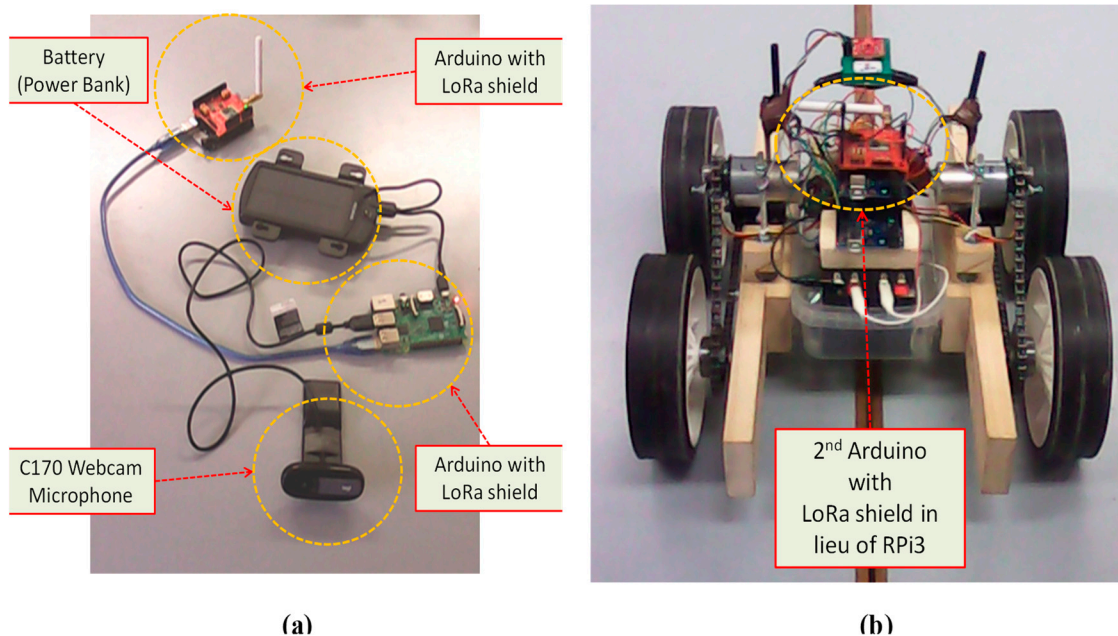 Battery
(Power Bank)
Arduino with
LoRa shield
C170 Webcam
Microphone
Arduino with
LoRa shield
2nd Arduino
with
LoRa shield in
lieu of RPi3
(a)
(b)